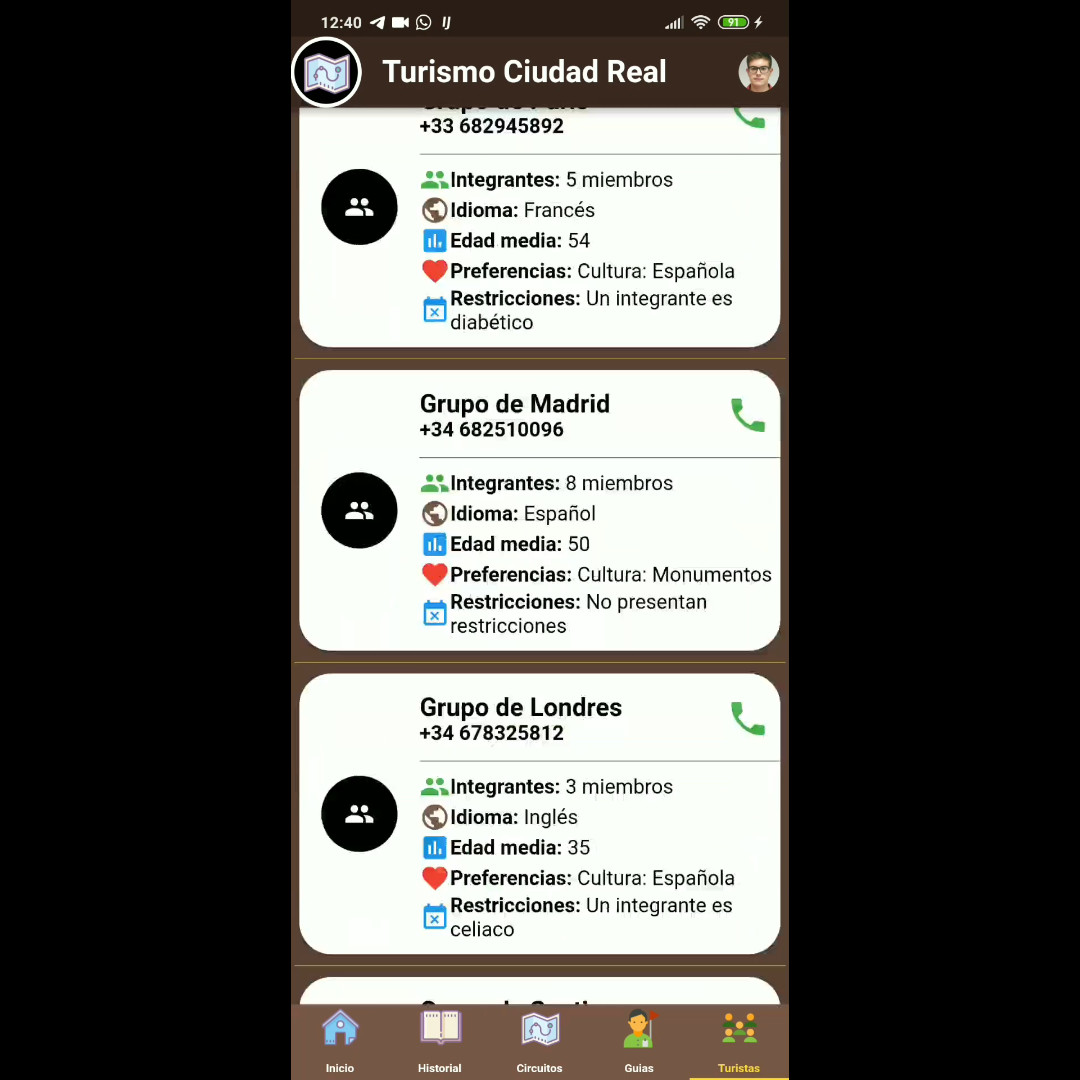 12:40
91
Turismo Ciudad Real
+33 682945892
Integrantes: 5 miembros
Idioma: Francés
Edad media: 54
Preferencias: Cultura: Española
Restricciones: Un integrante es
diabético
Grupo de Madrid
+34 682510096
Integrantes: 8 miembros
Idioma: Español
Edad media: 50
Preferencias: Cultura: Monumentos
Restricciones: No presentan
restricciones
Grupo de Londres
+34 678325812
Integrantes: 3 miembros
Idioma: Inglés
Edad media: 35
Preferencias: Cultura: Española
Restricciones: Un integrante es
celiaco
Inicio
Historial
Circuitos
Guias
Turistas